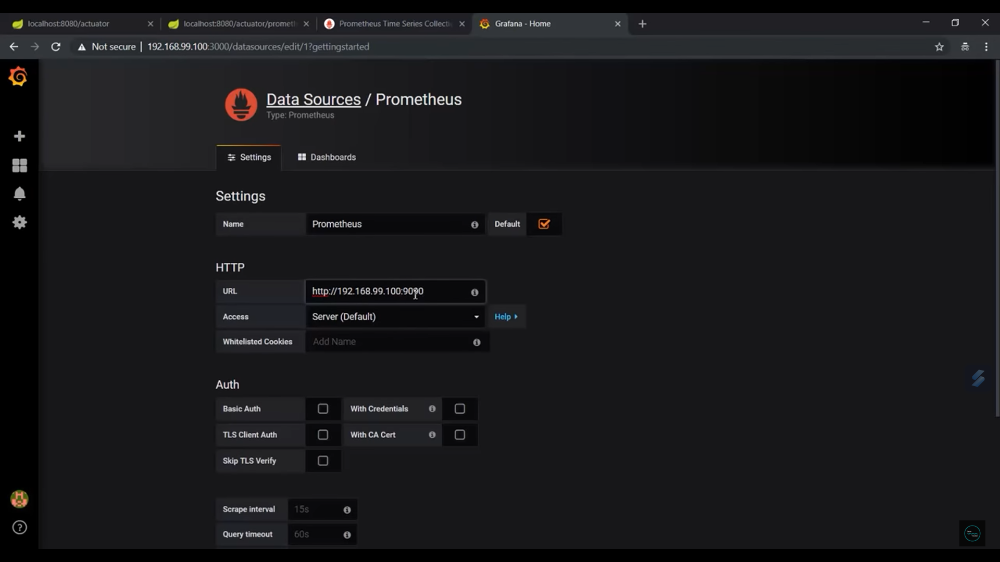 localhost:8080/actuator
localhost:8080/actuator/prometh
Prometheus Time Series Collecti
Grafana - Home
Not secure | 192.168.99.100:3000/datasources/edit/1?gettingstarted
Data Sources / Prometheus
Type: Prometheus
Settings
Dashboards
Settings
Name Prometheus Default
HTTP
URL http://192.168.99.100:9090
Access Server (Default) Help
Whitelisted Cookies Add Name
Auth
Basic Auth With Credentials
TLS Client Auth With CA Cert
Skip TLS Verify
Scrape interval 15s
Query timeout 60s